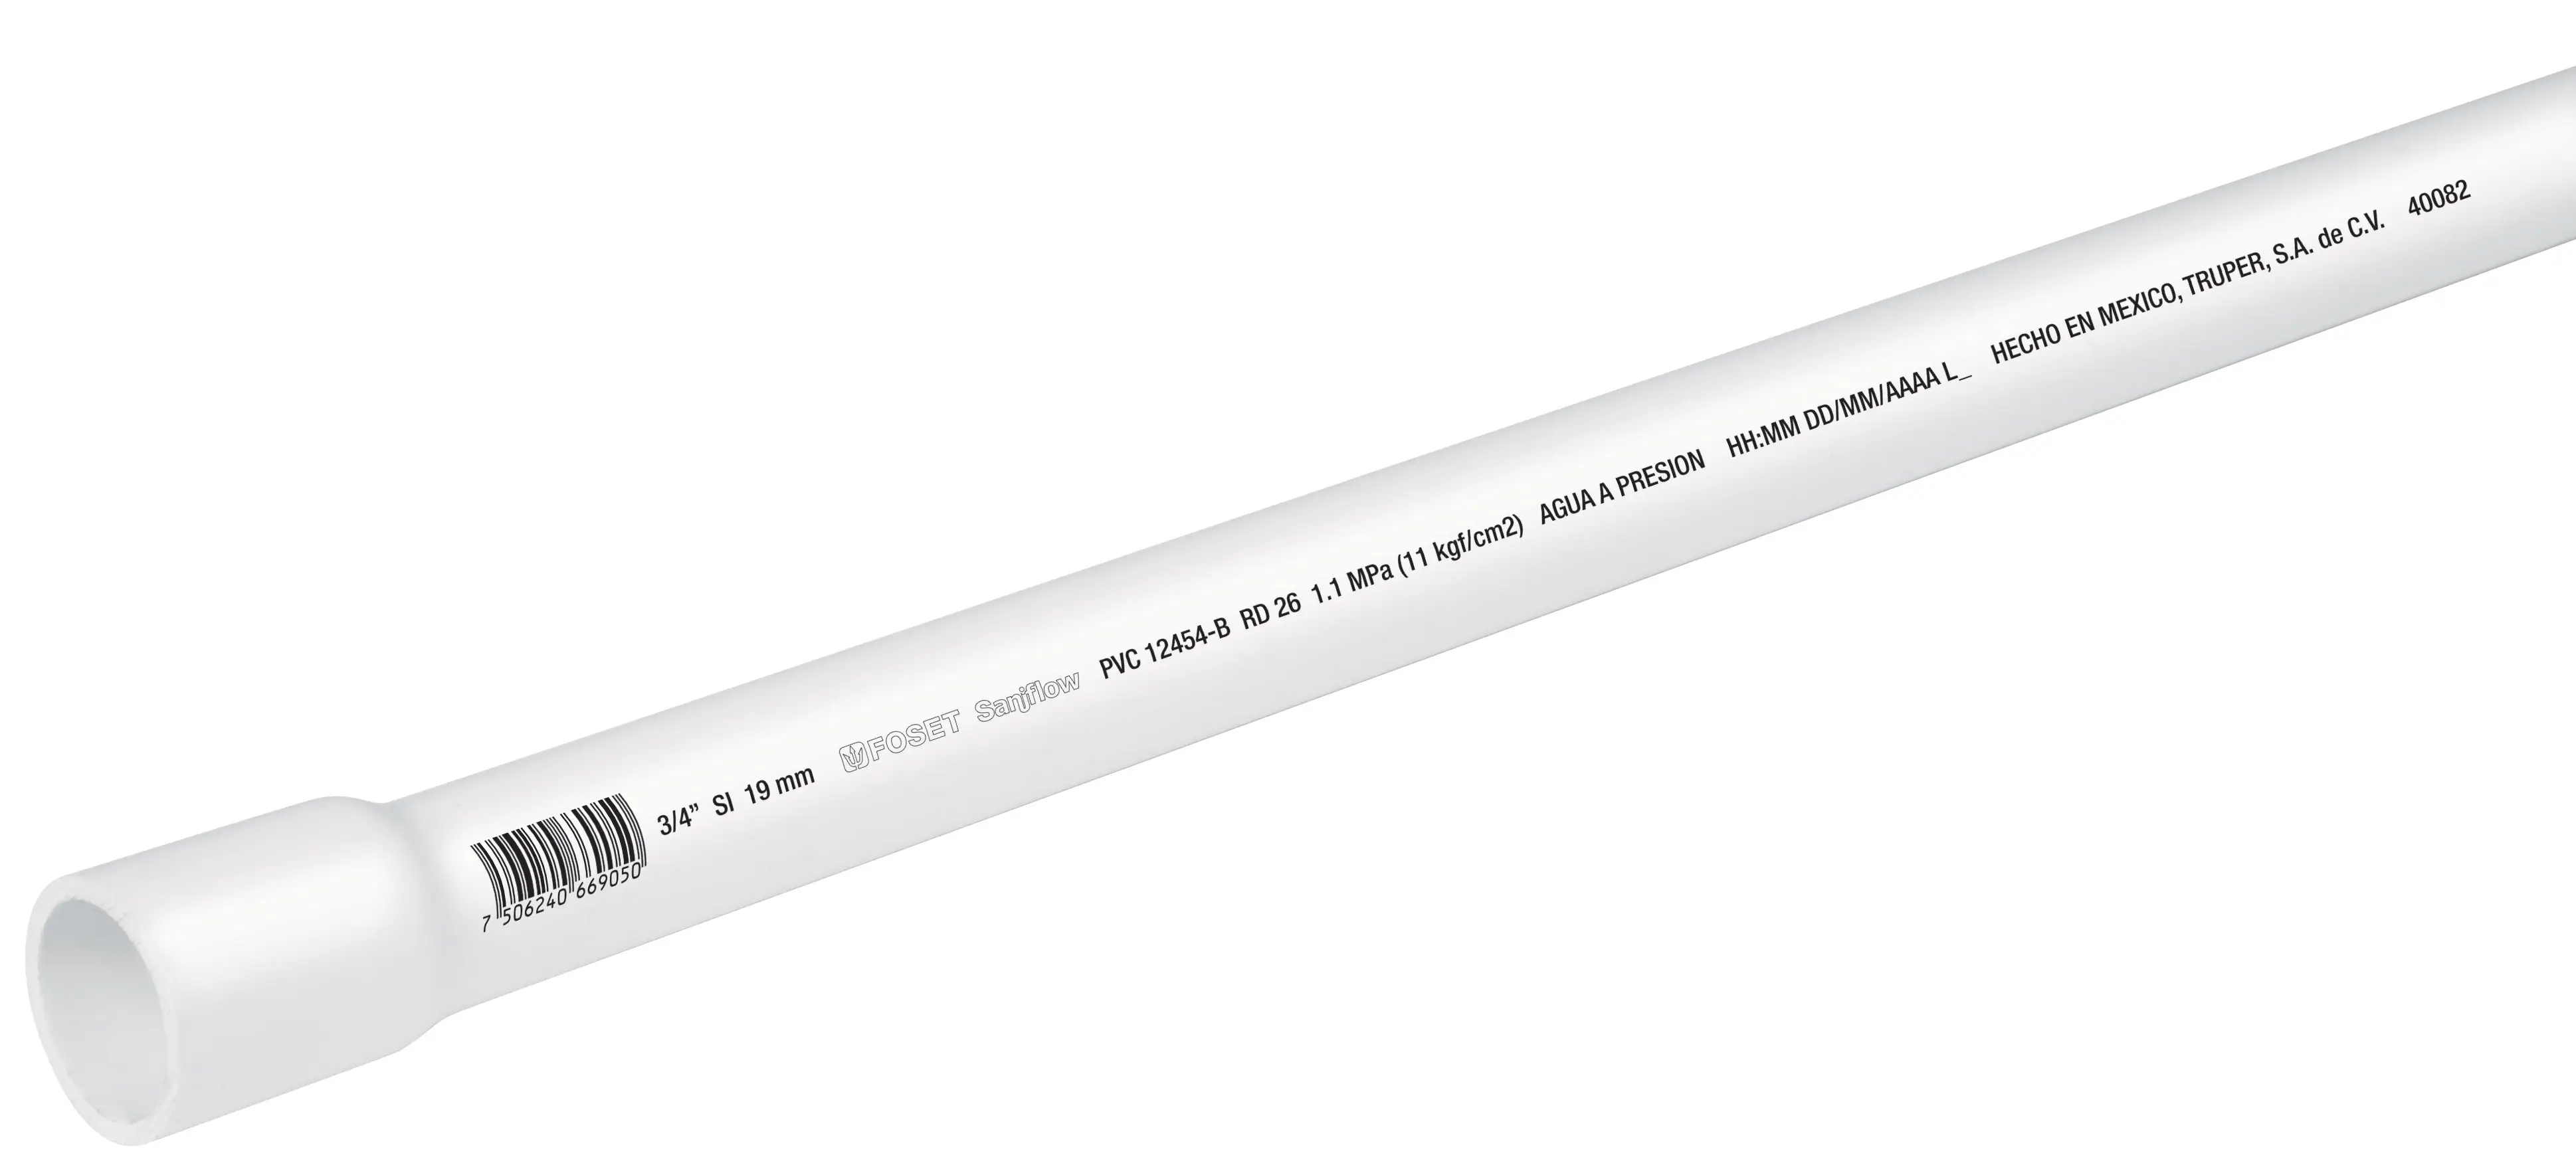 7 506240 669050
3/4” SI 19 mm FOSET Saniflow PVC 12454-B RD 26 1.1 MPa (11 kgf/cm2) AGUA A PRESION HH:MM DD/MM/AAAA L_ HECHO EN MEXICO, TRUPER, S.A. de C.V. 40082